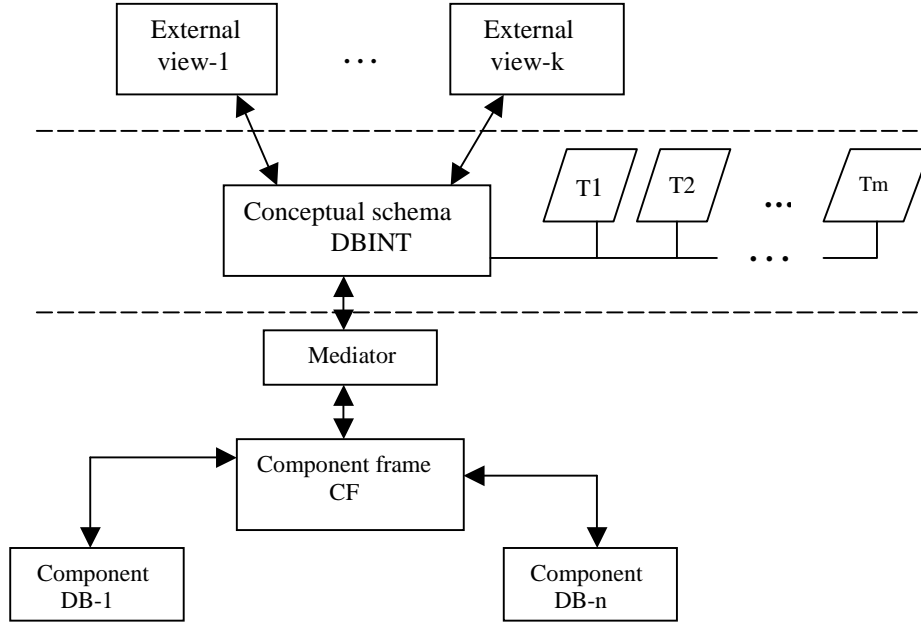 External
view-1
...
External
view-k
T1
T2
...
Tm
Conceptual schema
DBINT
...
Mediator
Component frame
CF
Component
DB-1
Component
DB-n